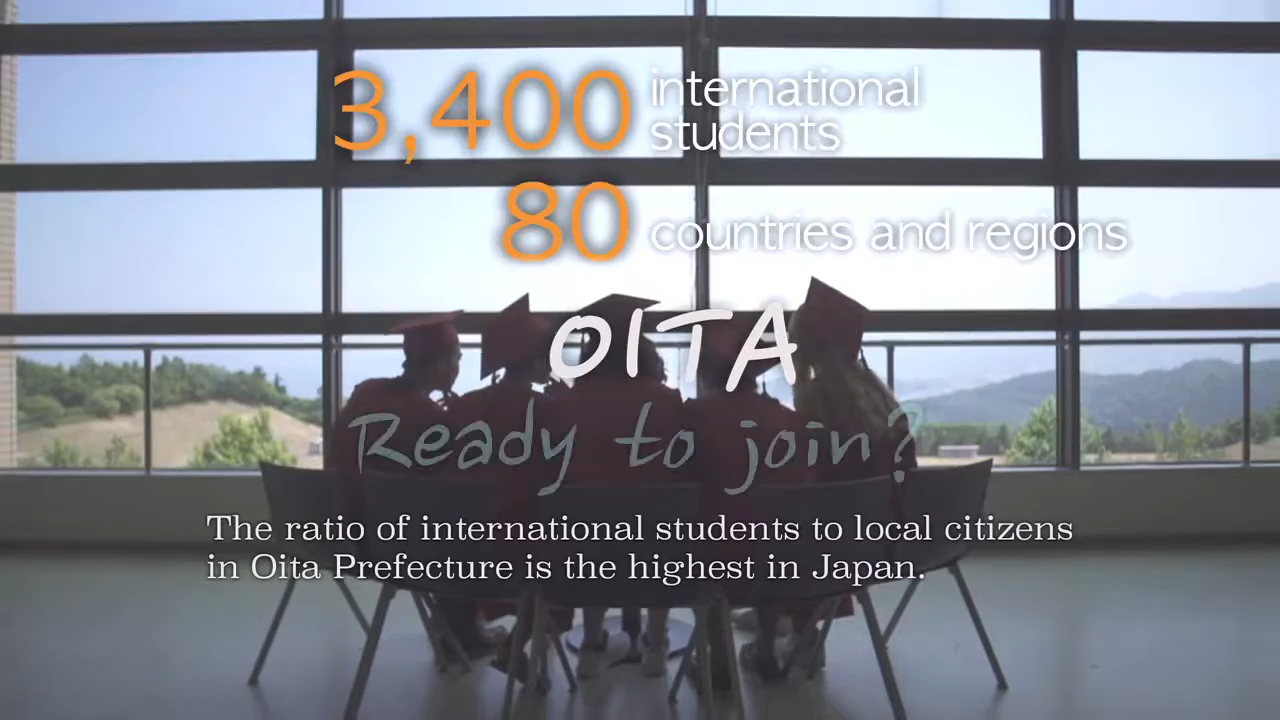 3,400 international
students
80 countries and regions
OITA
Ready to join?
The ratio of international students to local citizens
in Oita Prefecture is the highest in Japan.